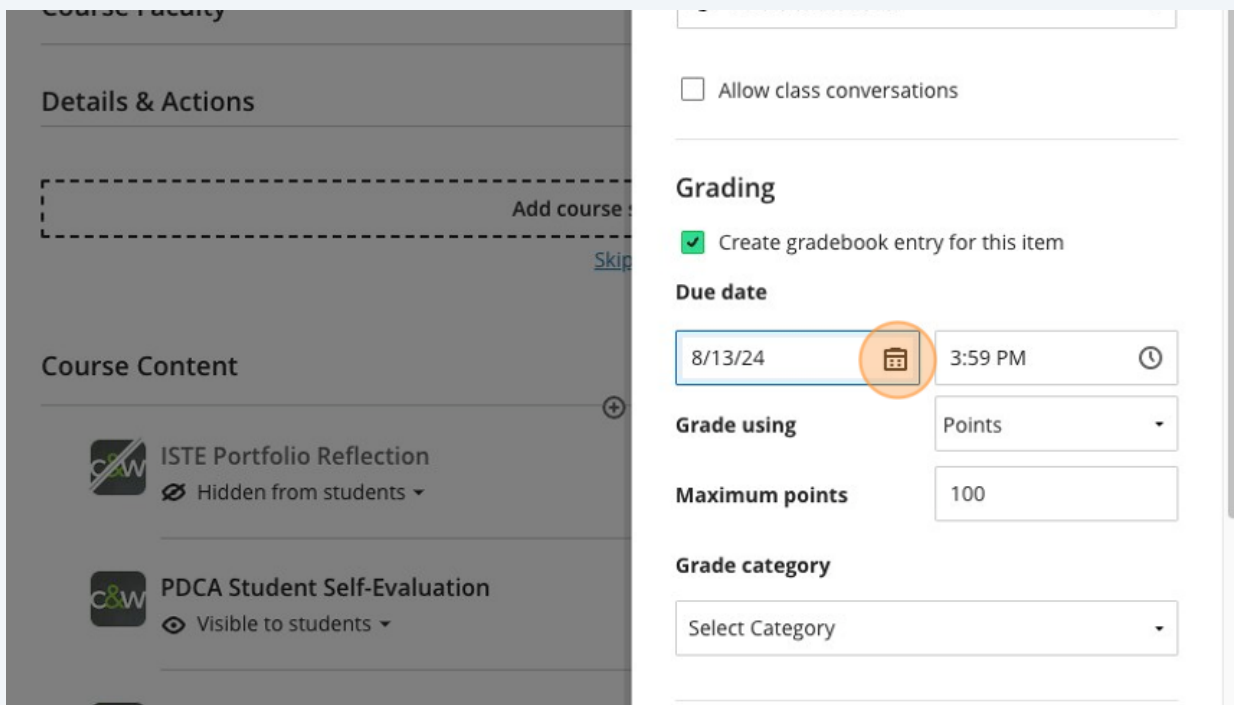 Course Faculty
Details & Actions
Add course s
Skip
Course Content
C&W
ISTE Portfolio Reflection
Hidden from students
C&W
PDCA Student Self-Evaluation
Visible to students
Allow class conversations
Grading
Create gradebook entry for this item
Due date
8/13/24
3:59 PM
Grade using
Points
Maximum points
100
Grade category
Select Category